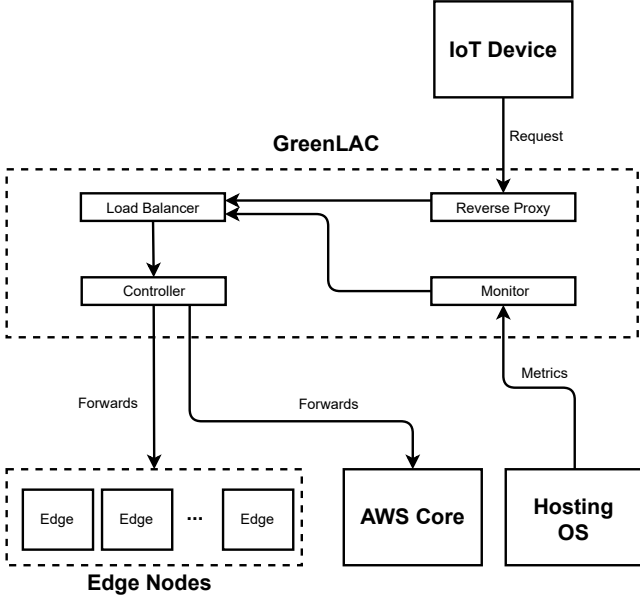 IoT Device
Request
GreenLAC
Load Balancer
Reverse Proxy
Controller
Monitor
Forwards
Forwards
Metrics
Edge
Edge
...
Edge
AWS Core
Hosting
OS
Edge Nodes